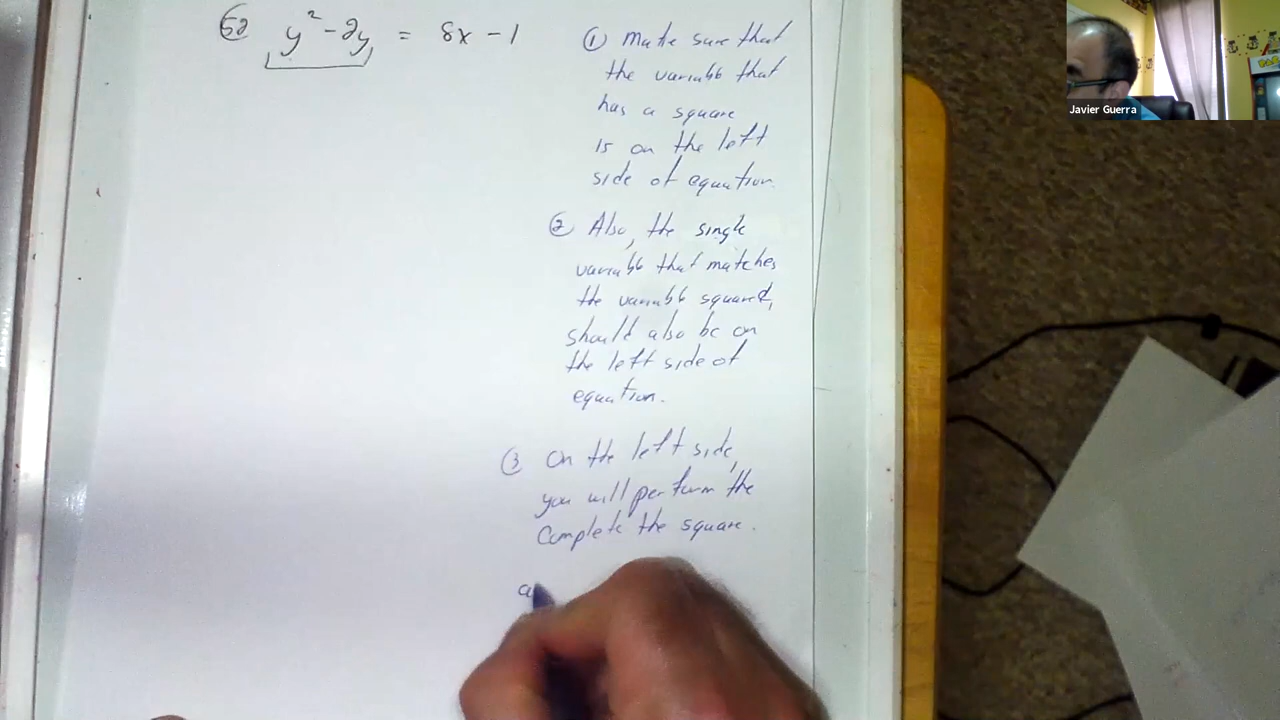 52 y² - 2y = 8x - 1
① make sure that
the variable that
has a square
is on the left
side of equation.
② Also, the single
variable that matches
the variable squared,
should also be on
the left side of
equation.
③ On the left side,
you will perform the
Complete the square.
a
Javier Guerra